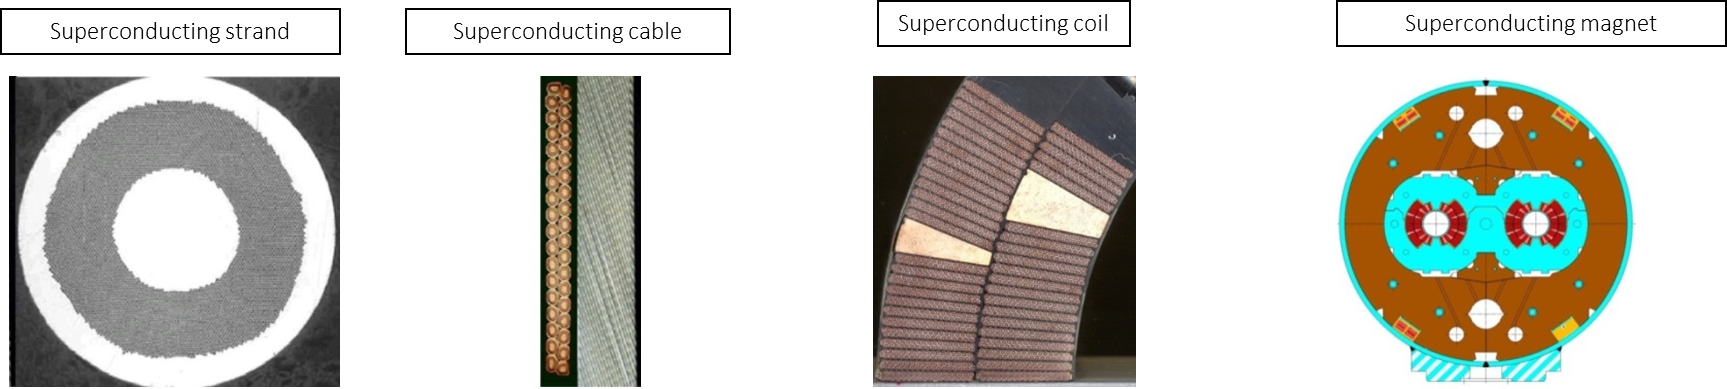 Superconducting strand
Superconducting cable
Superconducting coil
Superconducting magnet